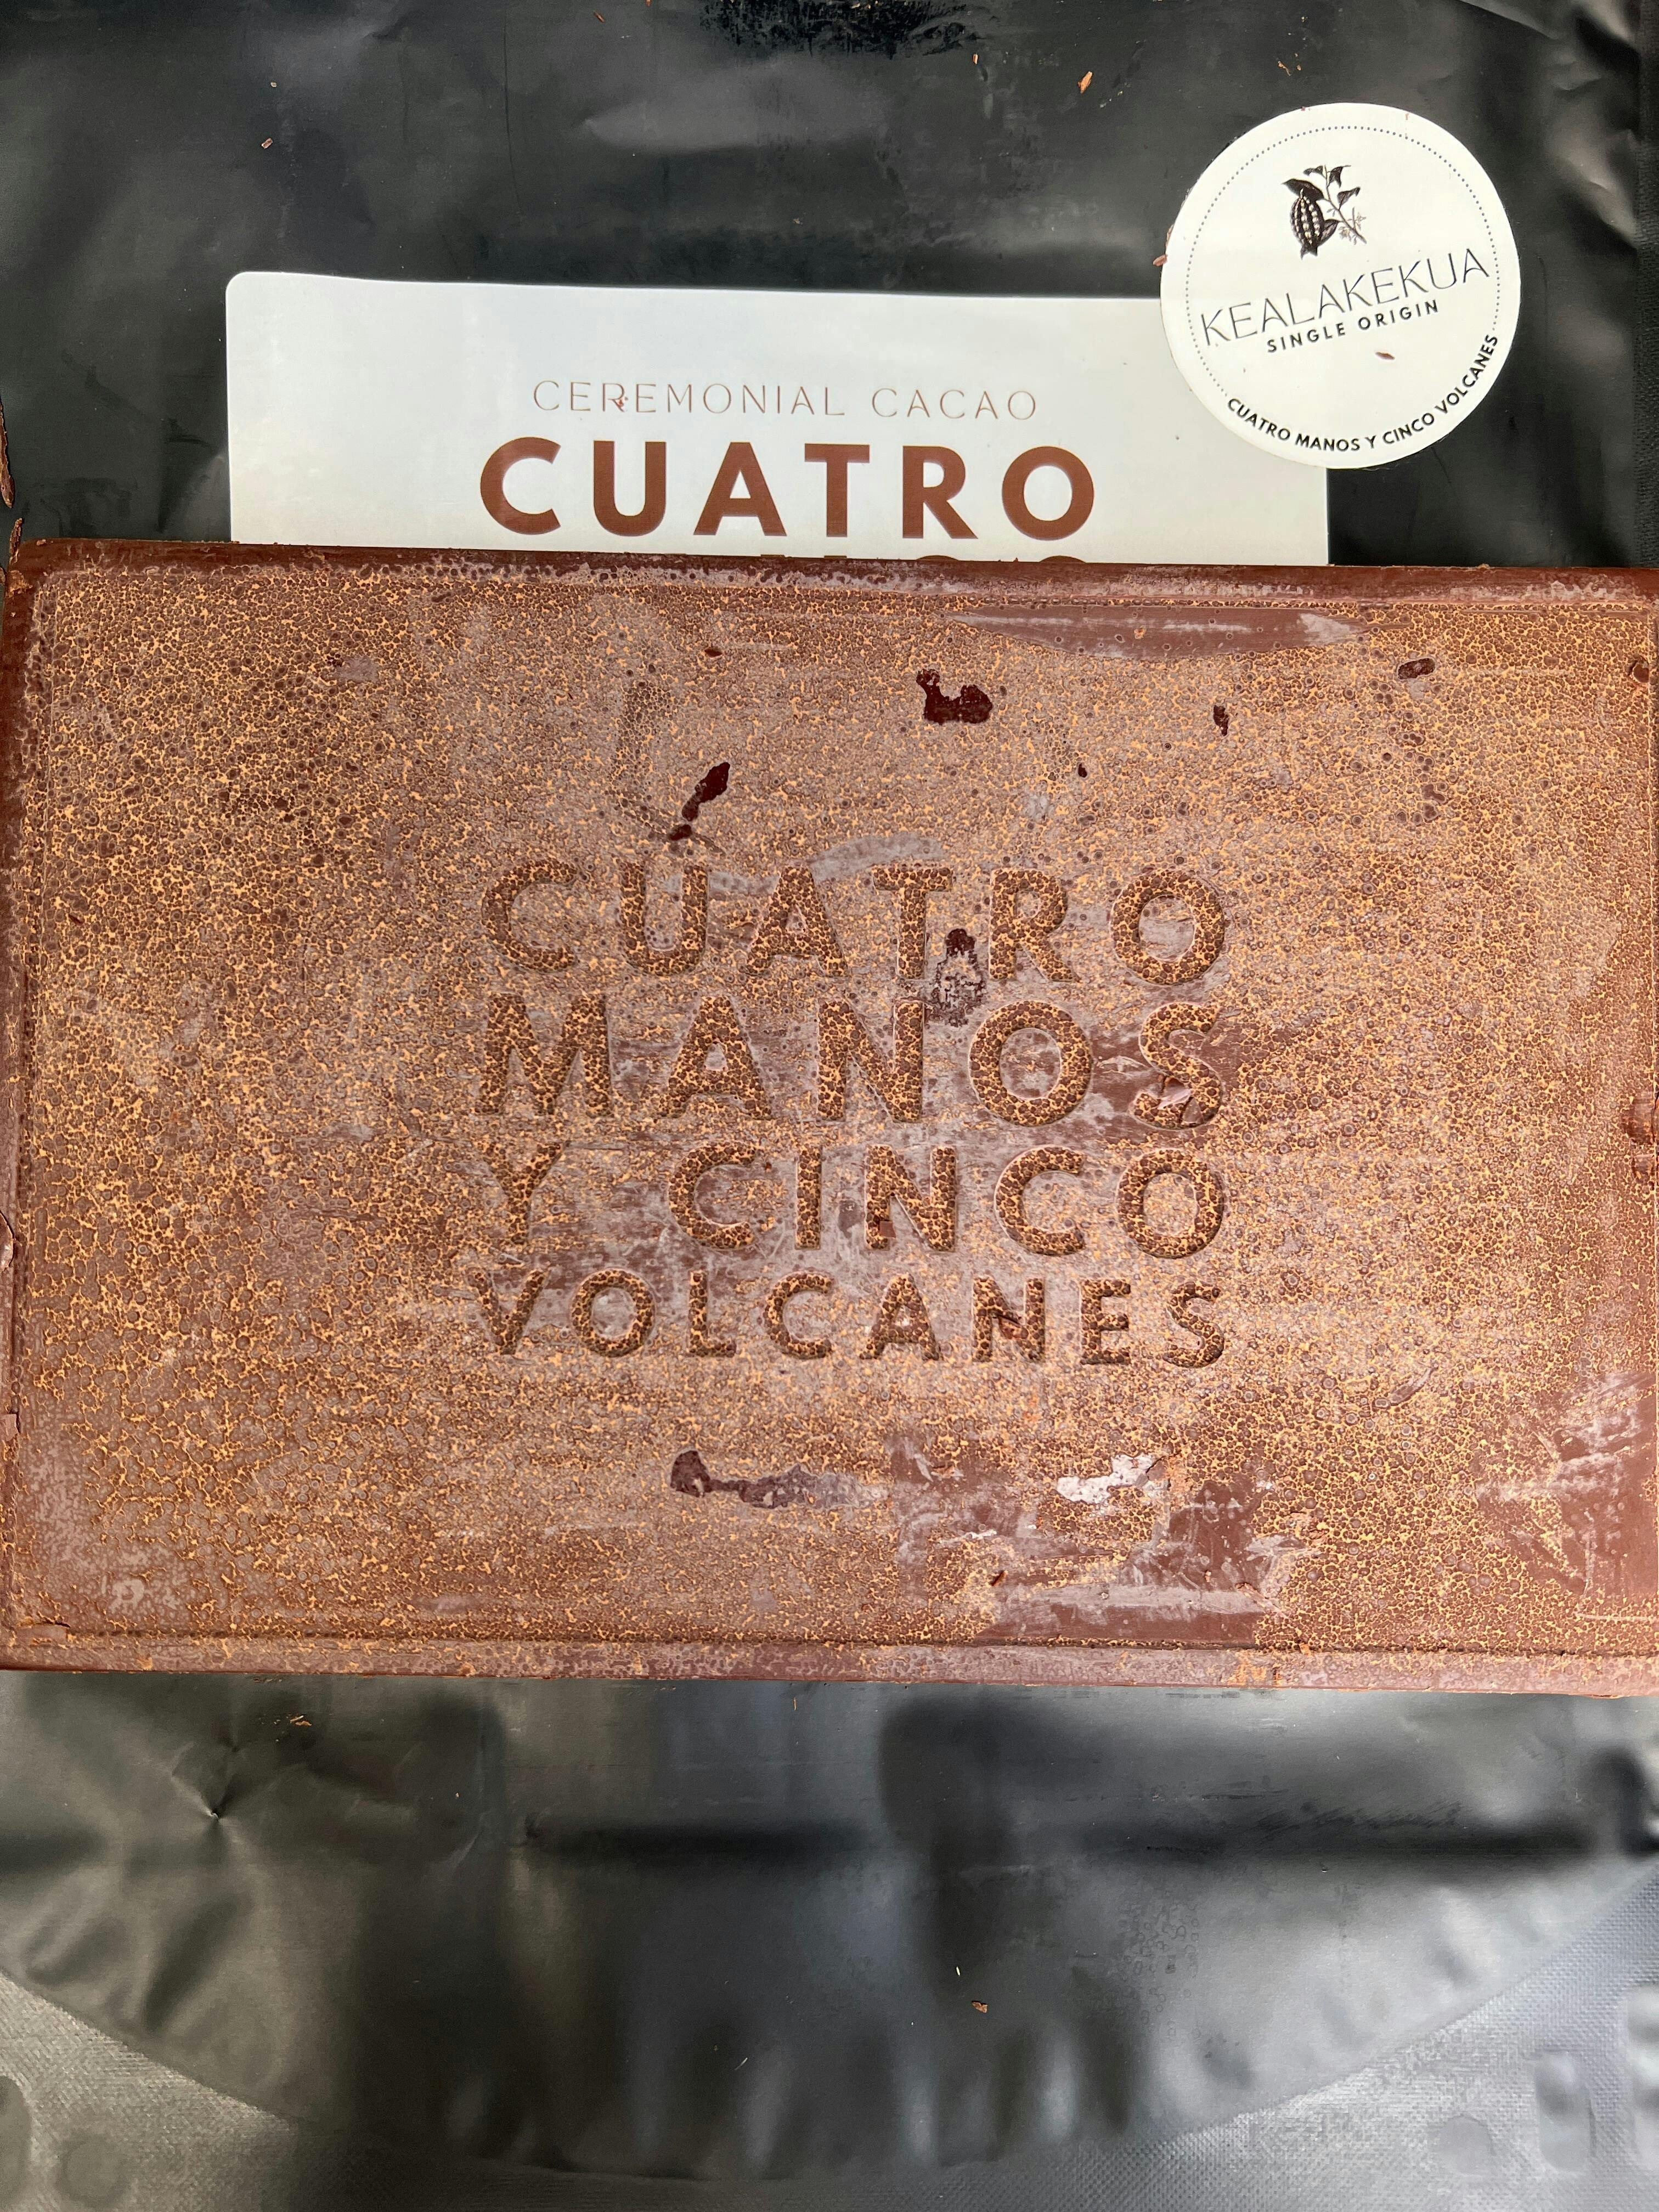 KEALAKEKUA
SINGLE ORIGIN
CUATRO MANOS Y CINCO VOLCANES
CEREMONIAL CACAO
CUATRO
CUATRO
MANOS
Y CINCO
VOLCANES